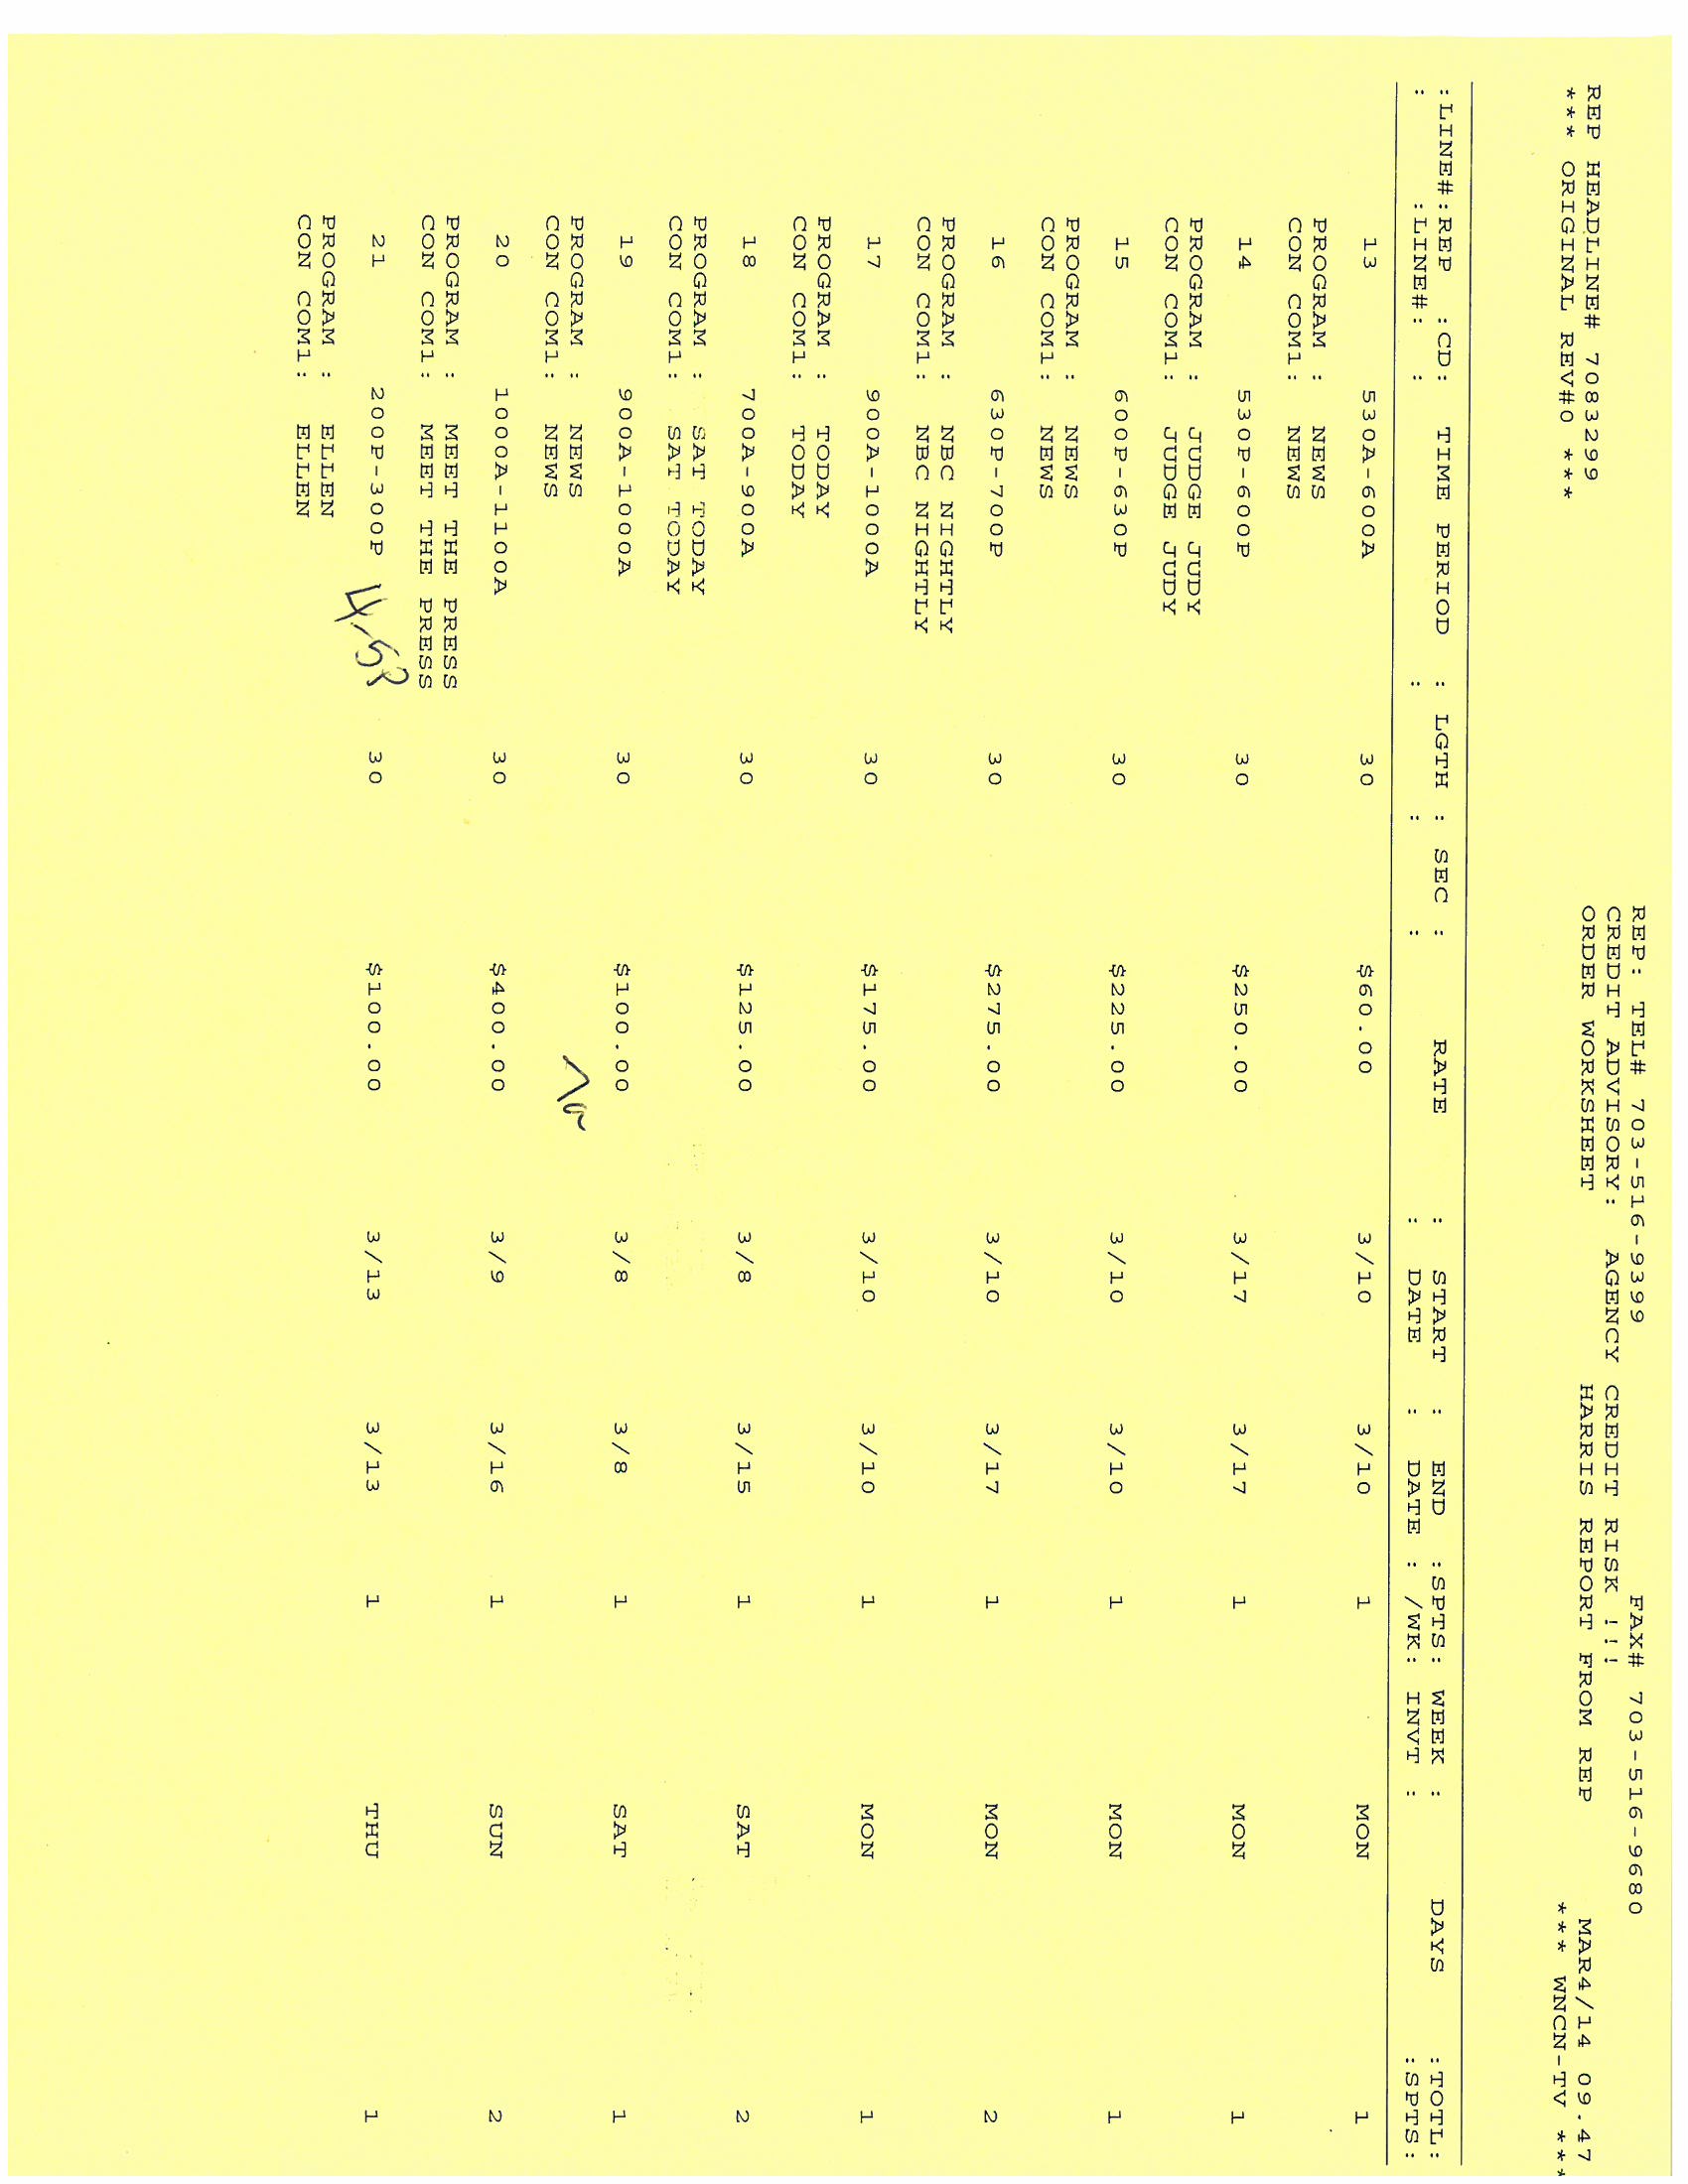 REP: TEL# 703-516-9399 FAX# 703-516-9680
CREDIT ADVISORY: AGENCY CREDIT RISK !!!
REP HEADLINE# 7083299 ORDER WORKSHEET HARRIS REPORT FROM REP MAR4/14 09.47
*** ORIGINAL REV#0 *** *** WNCN-TV ***
:LINE#:REP :CD: TIME PERIOD : LGTH : SEC : RATE : START : END :SPTS: WEEK : DAYS :TOTL:
: :LINE#: : : : : DATE : DATE : /WK: INVT : :SPTS:
13 530A-600A 30 $60.00 3/10 3/10 1 MON 1
PROGRAM : NEWS
CON COM1: NEWS
14 530P-600P 30 $250.00 3/17 3/17 1 MON 1
PROGRAM : JUDGE JUDY
CON COM1: JUDGE JUDY
15 600P-630P 30 $225.00 3/10 3/10 1 MON 1
PROGRAM : NEWS
CON COM1: NEWS
16 630P-700P 30 $275.00 3/10 3/17 1 MON 2
PROGRAM : NBC NIGHTLY
CON COM1: NBC NIGHTLY
17 900A-1000A 30 $175.00 3/10 3/10 1 MON 1
PROGRAM : TODAY
CON COM1: TODAY
18 700A-900A 30 $125.00 3/8 3/15 1 SAT 2
PROGRAM : SAT TODAY
CON COM1: SAT TODAY
19 900A-1000A 30 $100.00 3/8 3/8 1 SAT 1
PROGRAM : NEWS
CON COM1: NEWS
20 1000A-1100A 30 $400.00 3/9 3/16 1 SUN 2
PROGRAM : MEET THE PRESS
CON COM1: MEET THE PRESS
21 200P-300P 30 $100.00 3/13 3/13 1 THU 1
4-5P
PROGRAM : ELLEN
CON COM1: ELLEN